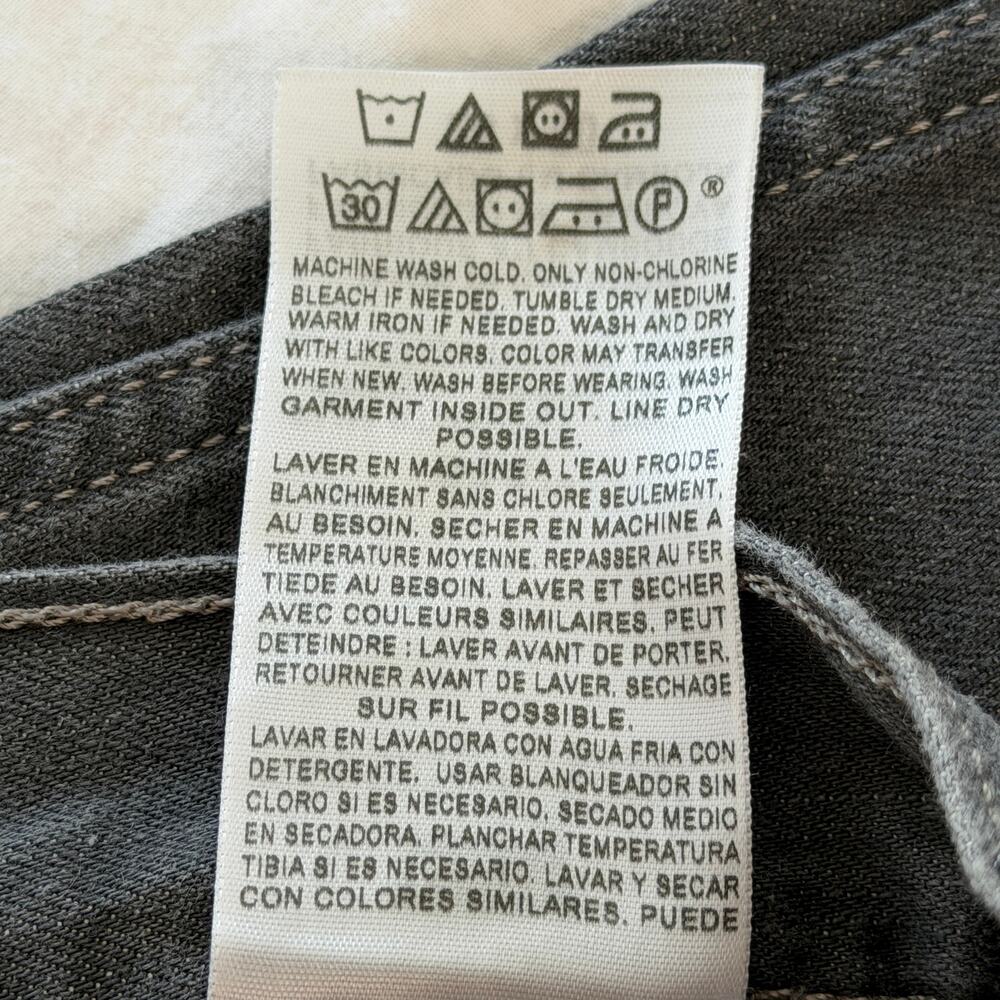 30 P ®
MACHINE WASH COLD. ONLY NON-CHLORINE
BLEACH IF NEEDED. TUMBLE DRY MEDIUM.
WARM IRON IF NEEDED. WASH AND DRY
WITH LIKE COLORS. COLOR MAY TRANSFER
WHEN NEW. WASH BEFORE WEARING. WASH
GARMENT INSIDE OUT. LINE DRY
POSSIBLE.
LAVER EN MACHINE A L'EAU FROIDE.
BLANCHIMENT SANS CHLORE SEULEMENT,
AU BESOIN. SECHER EN MACHINE A
TEMPERATURE MOYENNE. REPASSER AU FER
TIEDE AU BESOIN. LAVER ET SECHER
AVEC COULEURS SIMILAIRES. PEUT
DETEINDRE : LAVER AVANT DE PORTER.
RETOURNER AVANT DE LAVER. SECHAGE
SUR FIL POSSIBLE.
LAVAR EN LAVADORA CON AGUA FRIA CON
DETERGENTE. USAR BLANQUEADOR SIN
CLORO SI ES NECESARIO. SECADO MEDIO
EN SECADORA. PLANCHAR TEMPERATURA
TIBIA SI ES NECESARIO. LAVAR Y SECAR
CON COLORES SIMILARES. PUEDE